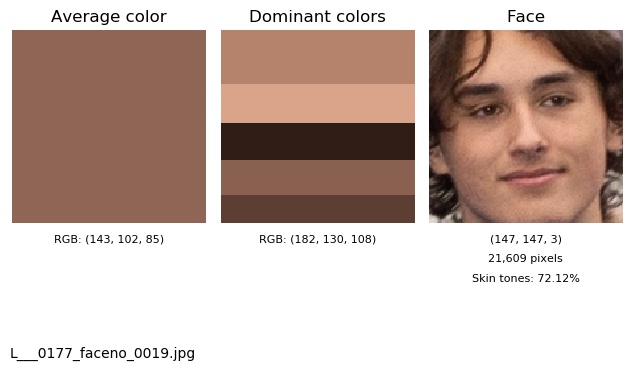 Average color
Dominant colors
Face
RGB: (143, 102, 85)
RGB: (182, 130, 108)
(147, 147, 3)
21,609 pixels
Skin tones: 72.12%
L___0177_faceno_0019.jpg